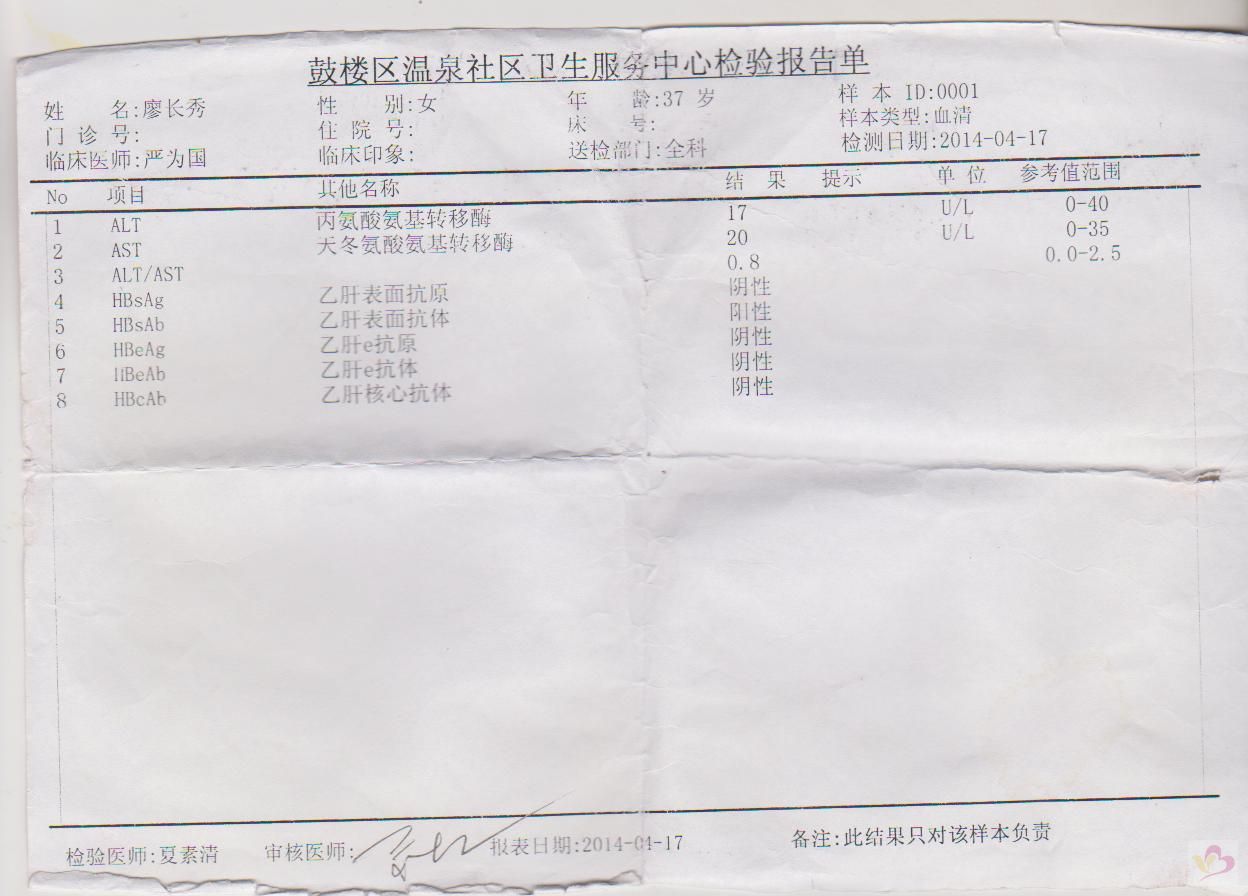 鼓楼区温泉社区卫生服务中心检验报告单
姓 名:廖长秀 性 别:女 年 龄:37 岁 样 本 ID:0001
门 诊 号: 住 院 号: 床 号: 样本类型:血清
临床医师:严为国 临床印象: 送检部门:全科 检测日期:2014-04-17
No 项目 其他名称 结 果 提示 单 位 参考值范围
1 ALT 丙氨酸氨基转移酶 17 U/L 0-40
2 AST 天冬氨酸氨基转移酶 20 U/L 0-35
3 ALT/AST 0.8 0.0-2.5
4 HBsAg 乙肝表面抗原 阴性
5 HBsAb 乙肝表面抗体 阳性
6 HBeAg 乙肝e抗原 阴性
7 HBeAb 乙肝e抗体 阴性
8 HBcAb 乙肝核心抗体 阴性
检验医师:夏素清 审核医师: 报表日期:2014-04-17 备注:此结果只对该样本负责